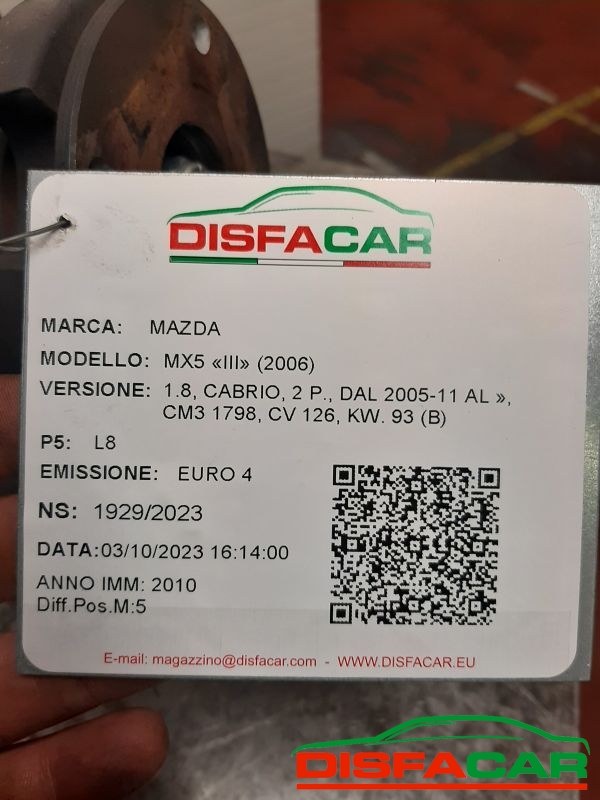 DISFACAR
MARCA: MAZDA
MODELLO: MX5 «III» (2006)
VERSIONE: 1.8, CABRIO, 2 P., DAL 2005-11 AL »,
CM3 1798, CV 126, KW. 93 (B)
P5: L8
EMISSIONE: EURO 4
NS: 1929/2023
DATA:03/10/2023 16:14:00
ANNO IMM: 2010
Diff.Pos.M:5
E-mail: magazzino@disfacar.com - WWW.DISFACAR.EU
DISFACAR